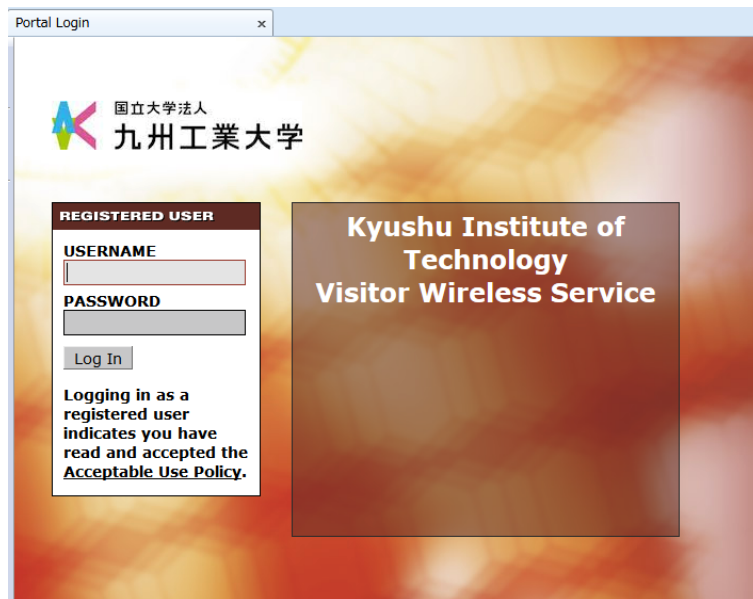 Portal Login
x
国立大学法人
九州工業大学
REGISTERED USER
USERNAME
PASSWORD
Log In
Logging in as a
registered user
indicates you have
read and accepted the
Acceptable Use Policy.
Kyushu Institute of
Technology
Visitor Wireless Service